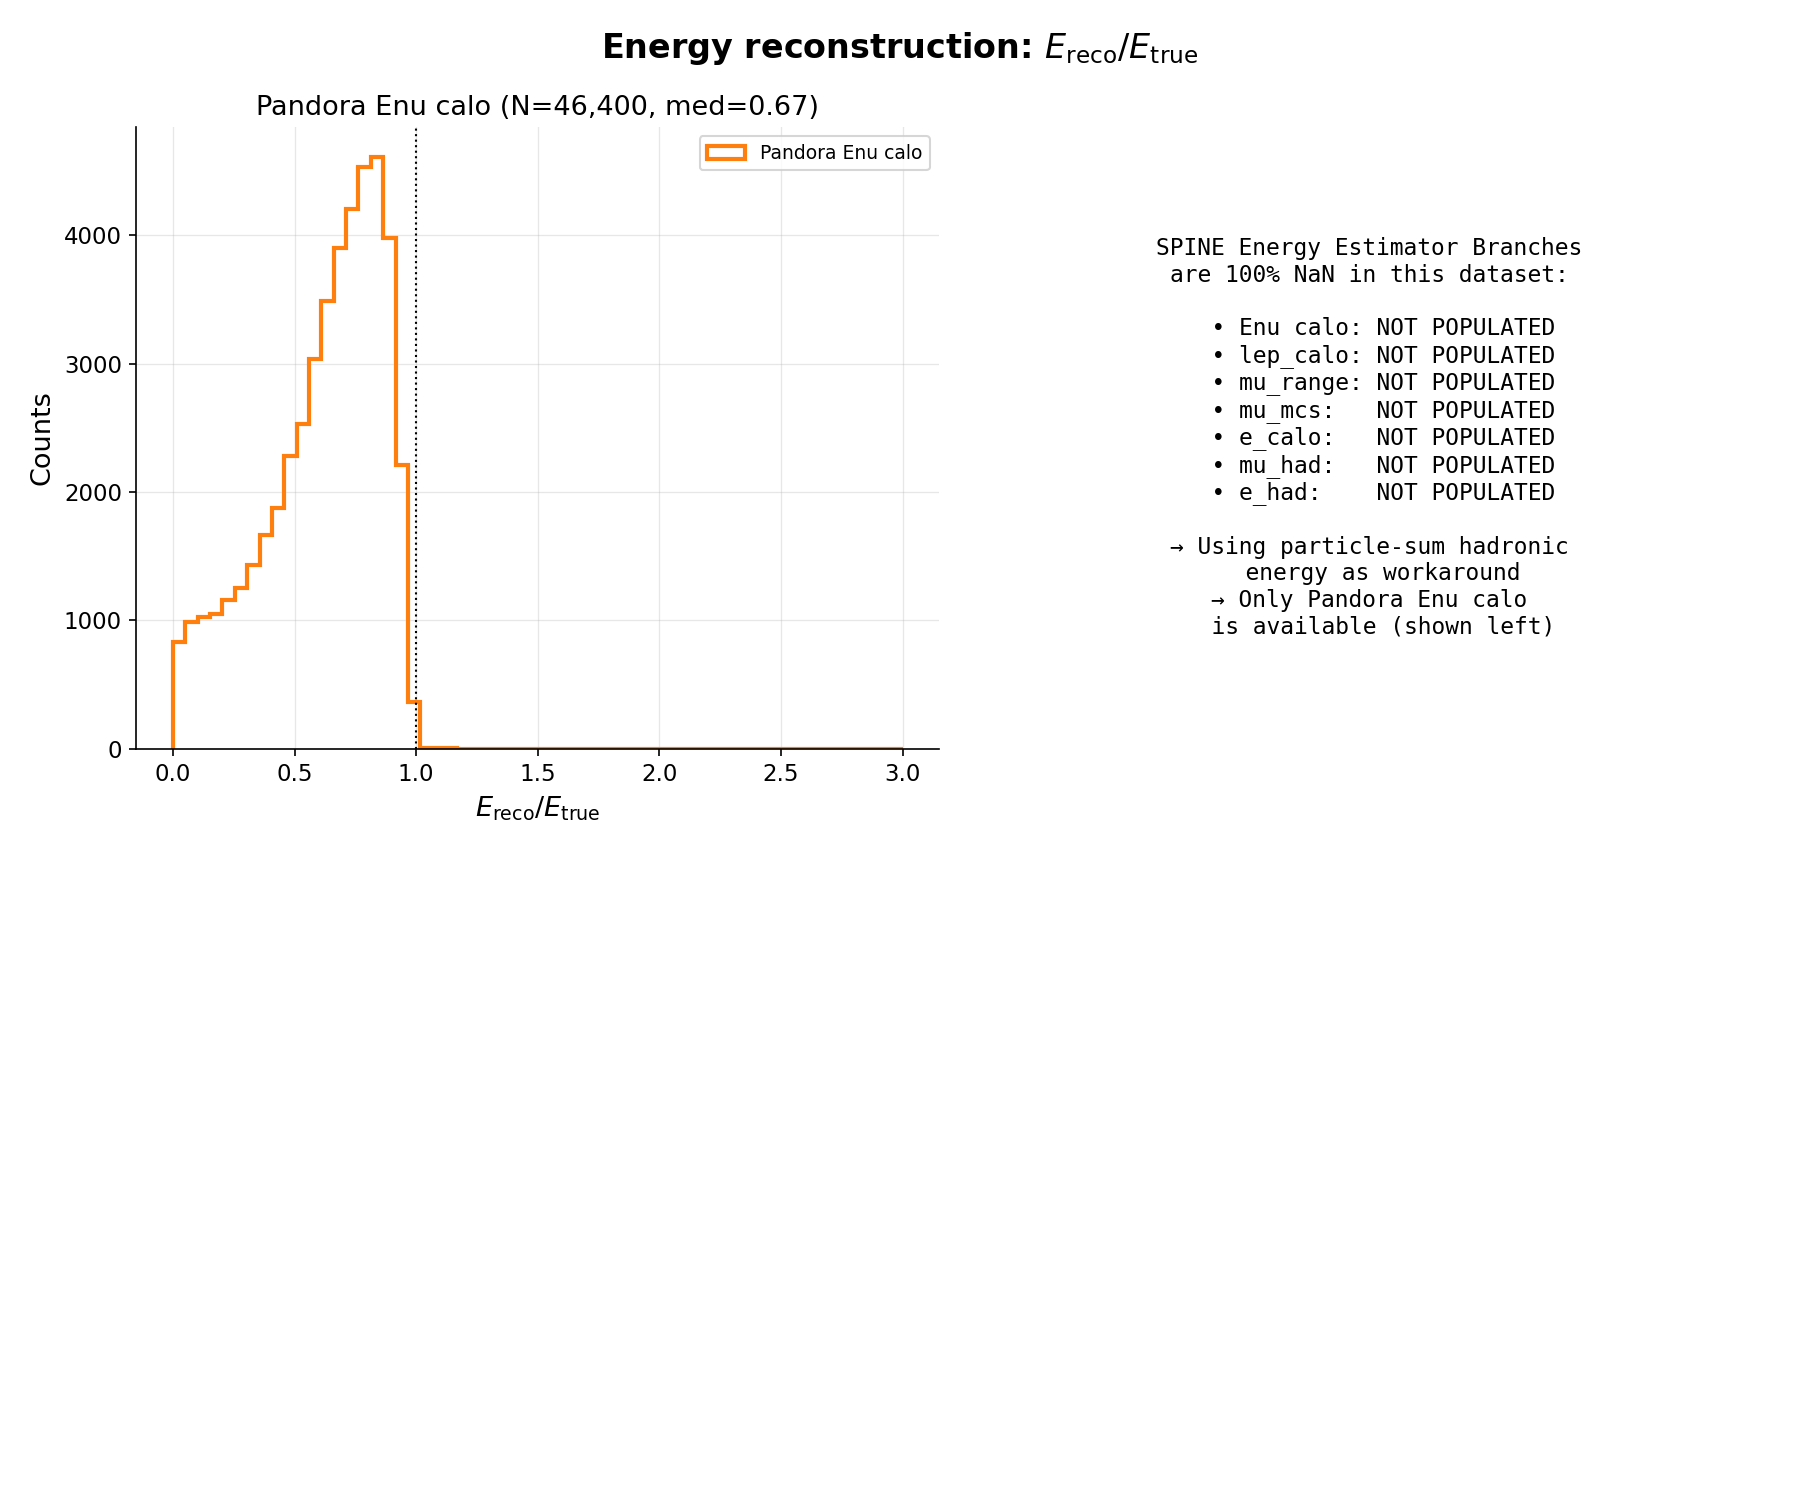 Energy reconstruction: E_reco/E_true
Pandora Enu calo (N=46,400, med=0.67)
Pandora Enu calo
Counts
4000
3000
2000
1000
0
0.0 0.5 1.0 1.5 2.0 2.5 3.0
E_reco/E_true
SPINE Energy Estimator Branches
are 100% NaN in this dataset:
• Enu calo: NOT POPULATED
• lep_calo: NOT POPULATED
• mu_range: NOT POPULATED
• mu_mcs: NOT POPULATED
• e_calo: NOT POPULATED
• mu_had: NOT POPULATED
• e_had: NOT POPULATED
→ Using particle-sum hadronic
energy as workaround
→ Only Pandora Enu calo
is available (shown left)